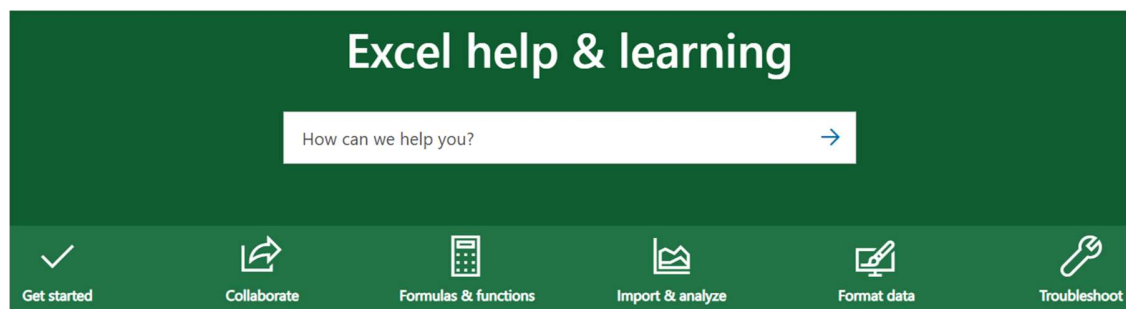 Excel help & learning
How can we help you?
Get started
Collaborate
Formulas & functions
Import & analyze
Format data
Troubleshoot